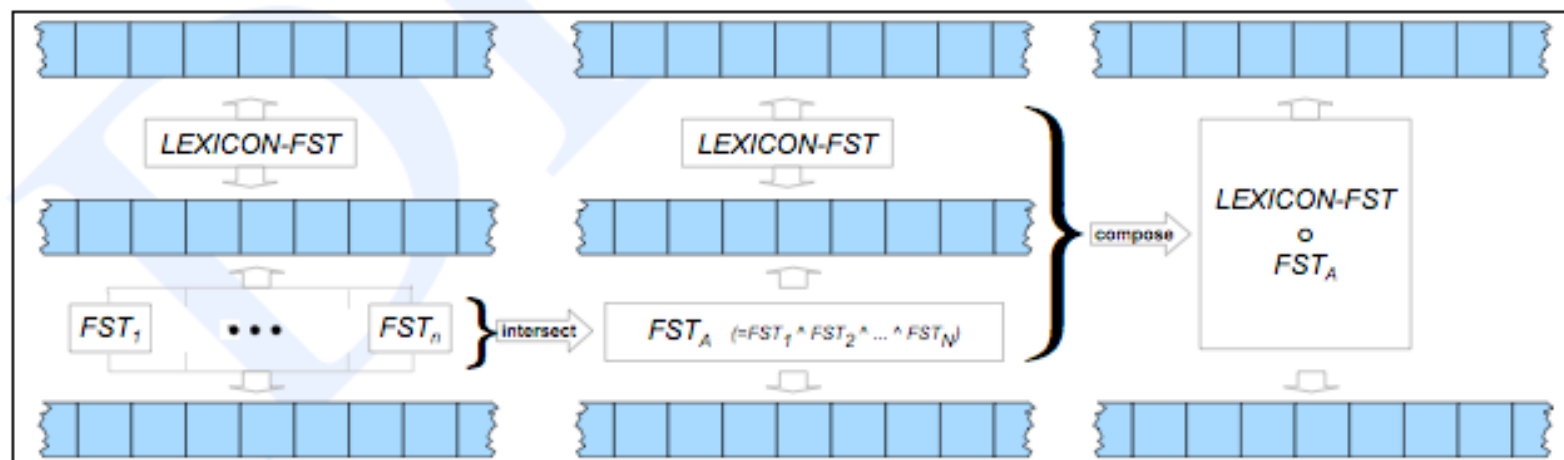 LEXICON-FST
FST1
•••
FSTn
intersect
LEXICON-FST
FSTA (=FST1 ^ FST2 ^ ... ^ FSTN)
compose
LEXICON-FST
o
FSTA